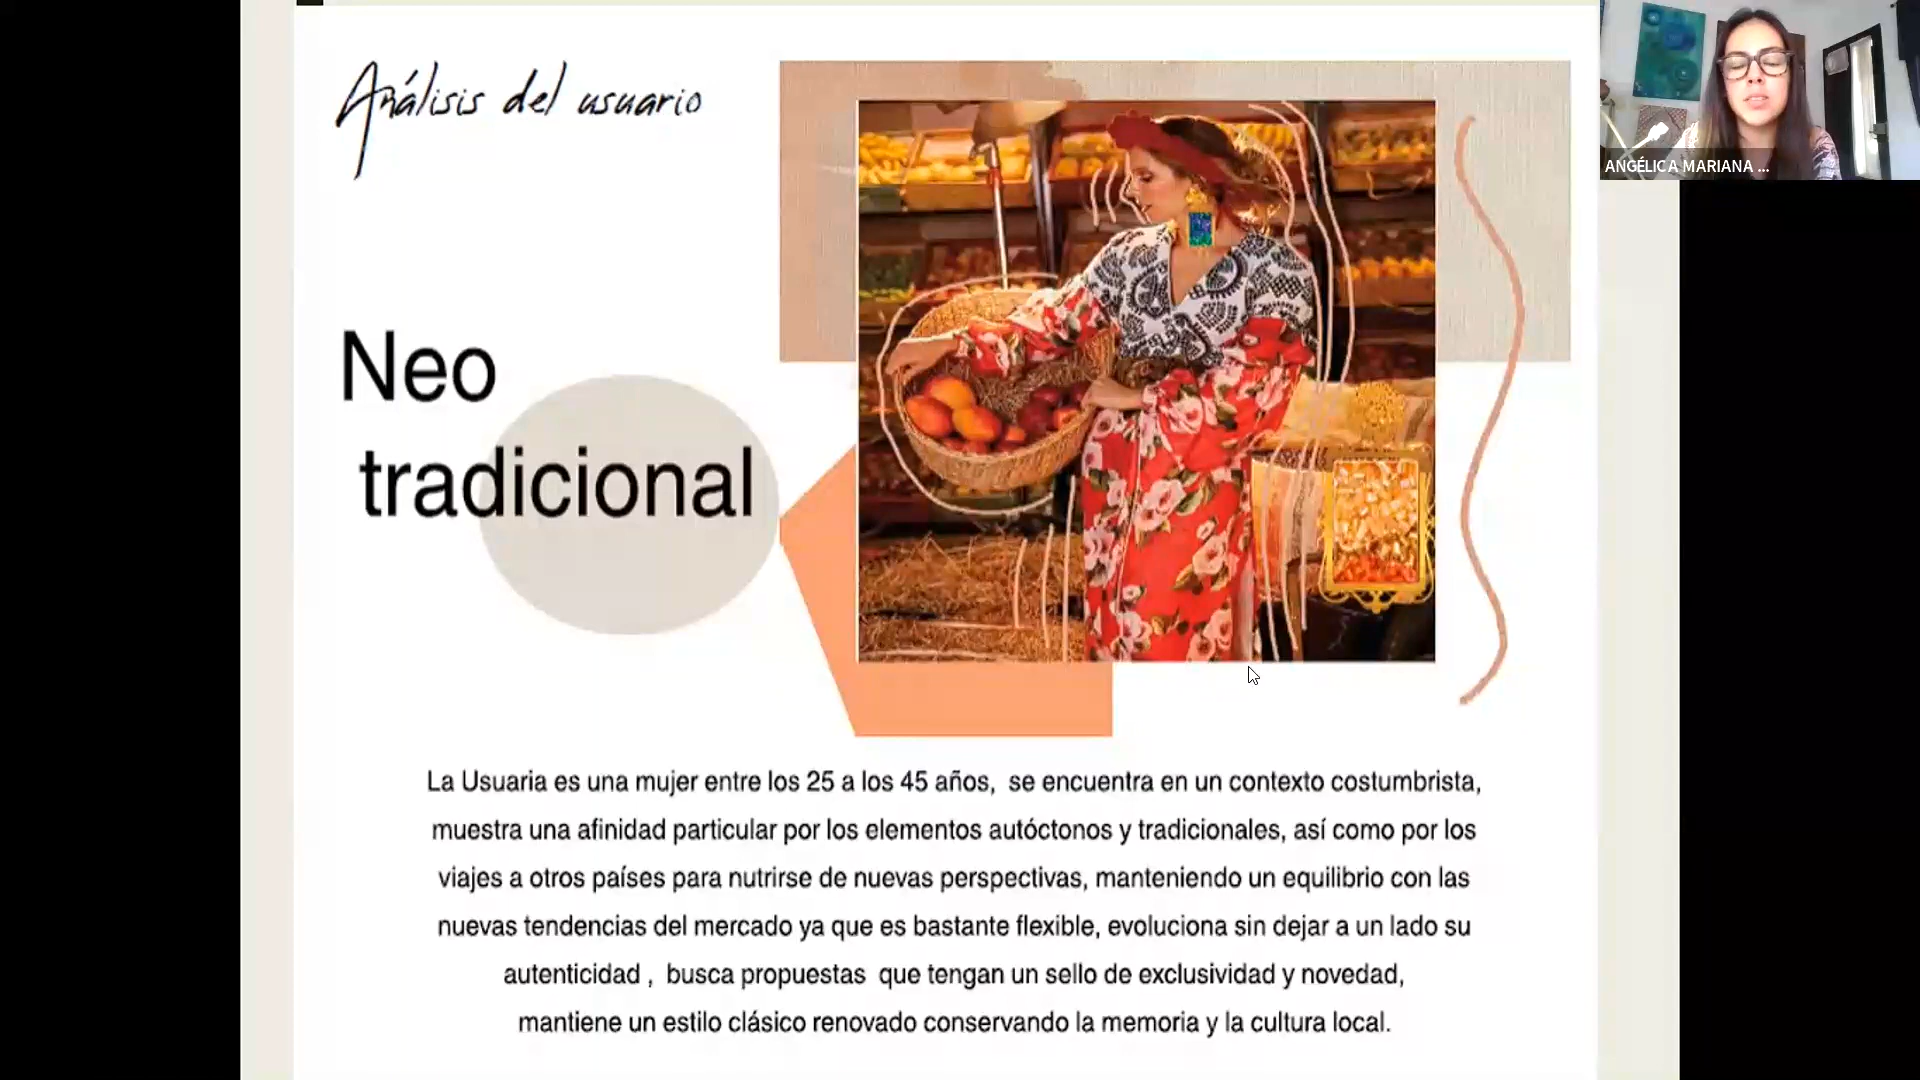 Análisis del usuario
ANGÉLICA MARIANA ...
Neo
tradicional
La Usuaria es una mujer entre los 25 a los 45 años, se encuentra en un contexto costumbrista,
muestra una afinidad particular por los elementos autóctonos y tradicionales, así como por los
viajes a otros países para nutrirse de nuevas perspectivas, manteniendo un equilibrio con las
nuevas tendencias del mercado ya que es bastante flexible, evoluciona sin dejar a un lado su
autenticidad , busca propuestas que tengan un sello de exclusividad y novedad,
mantiene un estilo clásico renovado conservando la memoria y la cultura local.